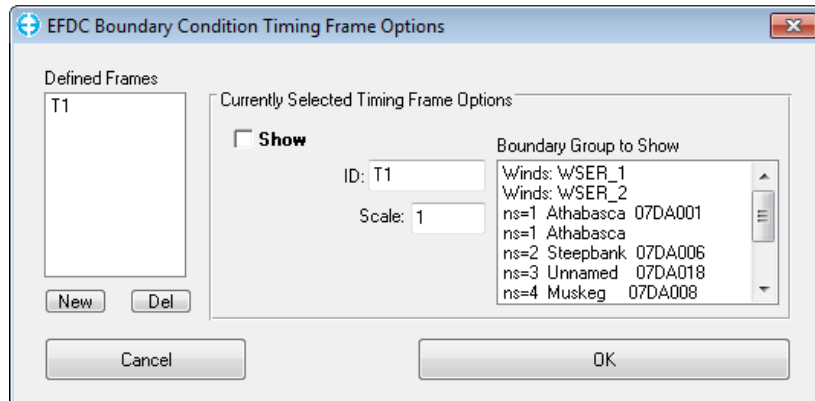 EFDC Boundary Condition Timing Frame Options
Defined Frames
T1
Currently Selected Timing Frame Options
Show
ID: T1
Scale: 1
Boundary Group to Show
Winds: WSER_1
Winds: WSER_2
ns=1 Athabasca 07DA001
ns=1 Athabasca
ns=2 Steepbank 07DA006
ns=3 Unnamed 07DA018
ns=4 Muskeg 07DA008
New Del
Cancel OK